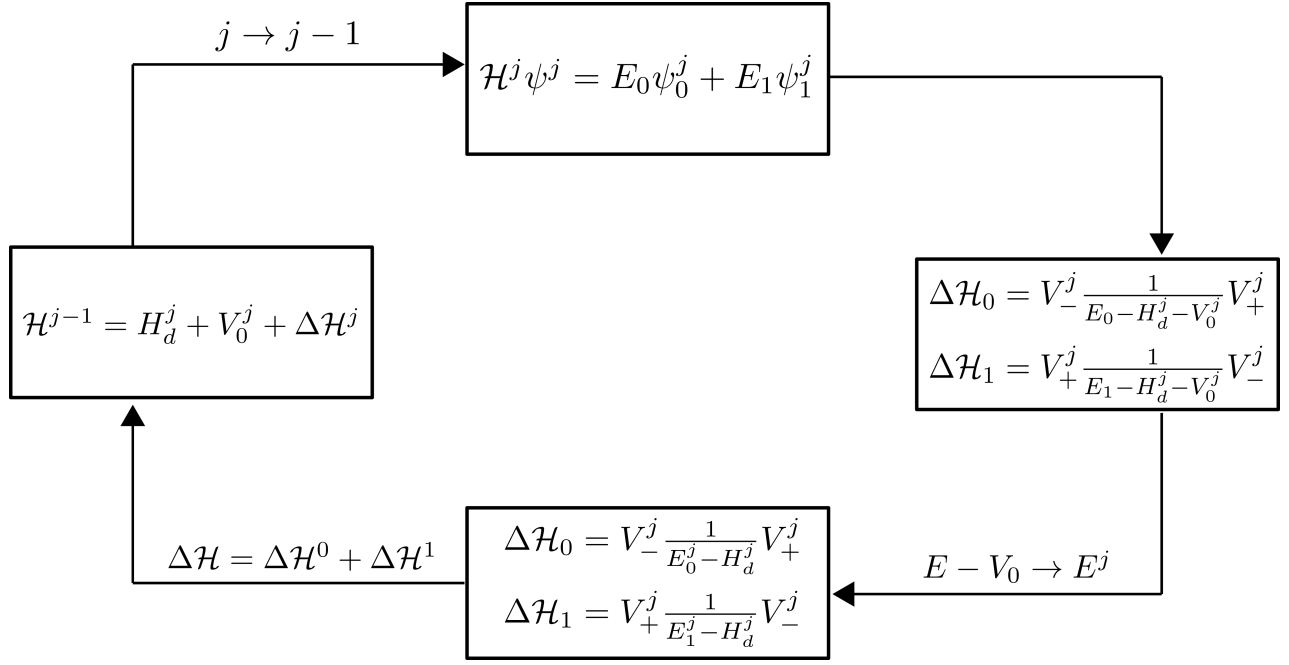 j → j − 1
ℋ^j ψ^j = E_0 ψ_0^j + E_1 ψ_1^j
ℋ^{j−1} = H_d^j + V_0^j + Δℋ^j
Δℋ_0 = V_−^j \frac{1}{E_0 − H_d^j − V_0^j} V_+^j
Δℋ_1 = V_+^j \frac{1}{E_1 − H_d^j − V_0^j} V_−^j
Δℋ = Δℋ^0 + Δℋ^1
Δℋ_0 = V_−^j \frac{1}{E_0^j − H_d^j} V_+^j
Δℋ_1 = V_+^j \frac{1}{E_1^j − H_d^j} V_−^j
E − V_0 → E^j